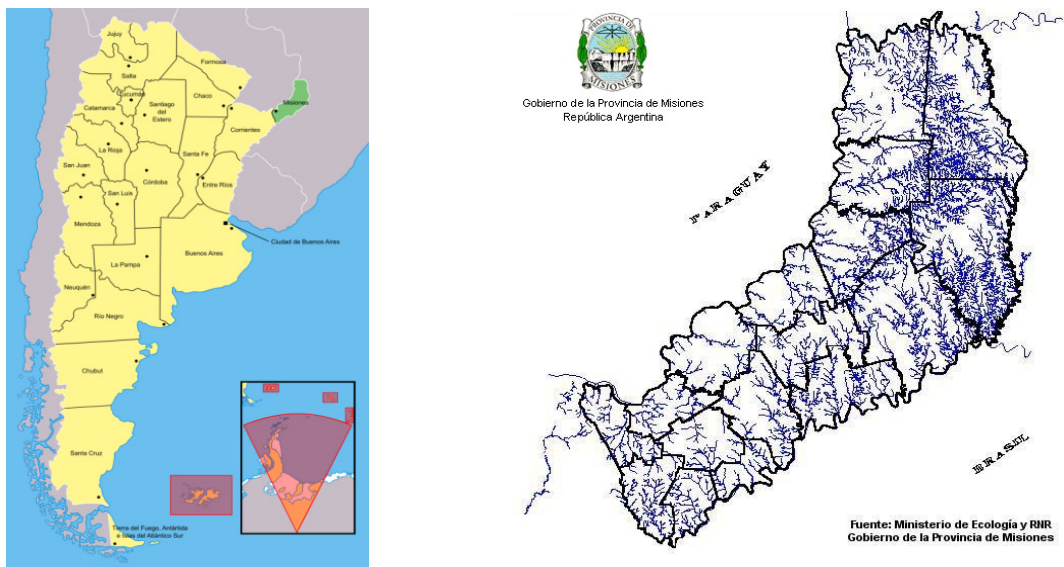 Jujuy
Salta
Formosa
Chaco
Misiones
Tucumán
Catamarca
Santiago
del
Estero
Corrientes
La Rioja
Santa Fe
San Juan
Córdoba
Entre Ríos
San Luis
Mendoza
Ciudad de Buenos Aires
La Pampa
Buenos Aires
Neuquén
Río Negro
Chubut
Santa Cruz
Tierra del Fuego, Antártida
e Islas del Atlántico Sur
PROVINCIA DE
MISIONES
Gobierno de la Provincia de Misiones
República Argentina
PARAGUAY
BRASIL
Fuente: Ministerio de Ecología y RNR
Gobierno de la Provincia de Misiones